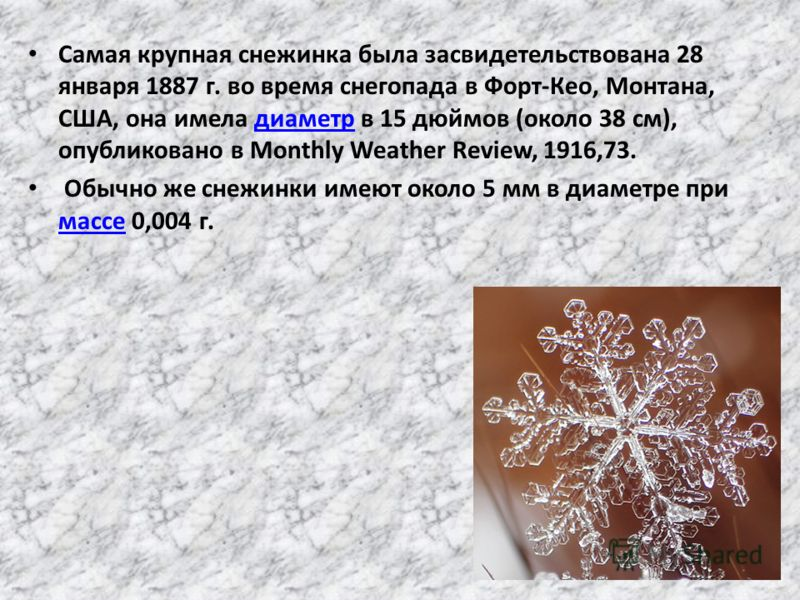 • Самая крупная снежинка была засвидетельствована 28
января 1887 г. во время снегопада в Форт-Кео, Монтана,
США, она имела диаметр в 15 дюймов (около 38 см),
опубликовано в Monthly Weather Review, 1916,73.
• Обычно же снежинки имеют около 5 мм в диаметре при
массе 0,004 г.
MyShared